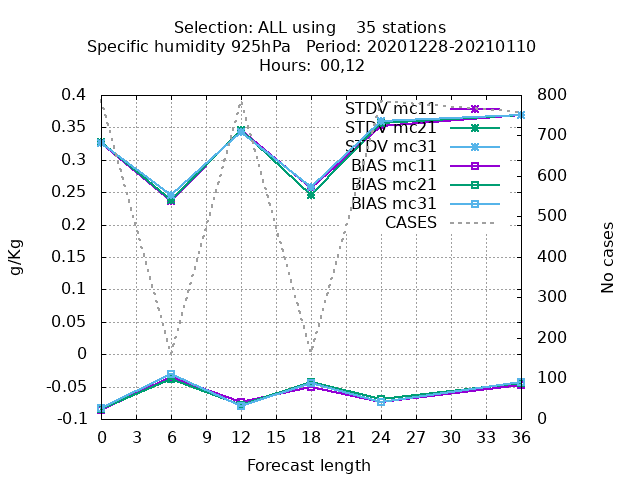 Selection: ALL using    35 stations
Specific humidity 925hPa   Period: 20201228-20210110
Hours:  00,12
0.4
0.35
0.3
0.25
0.2
0.15
0.1
0.05
0
-0.05
-0.1
g/Kg
STDV mc11
STDV mc21
STDV mc31
BIAS mc11
BIAS mc21
BIAS mc31
CASES
800
700
600
500
400
300
200
100
0
No cases
0 3 6 9 12 15 18 21 24 27 30 33 36
Forecast length